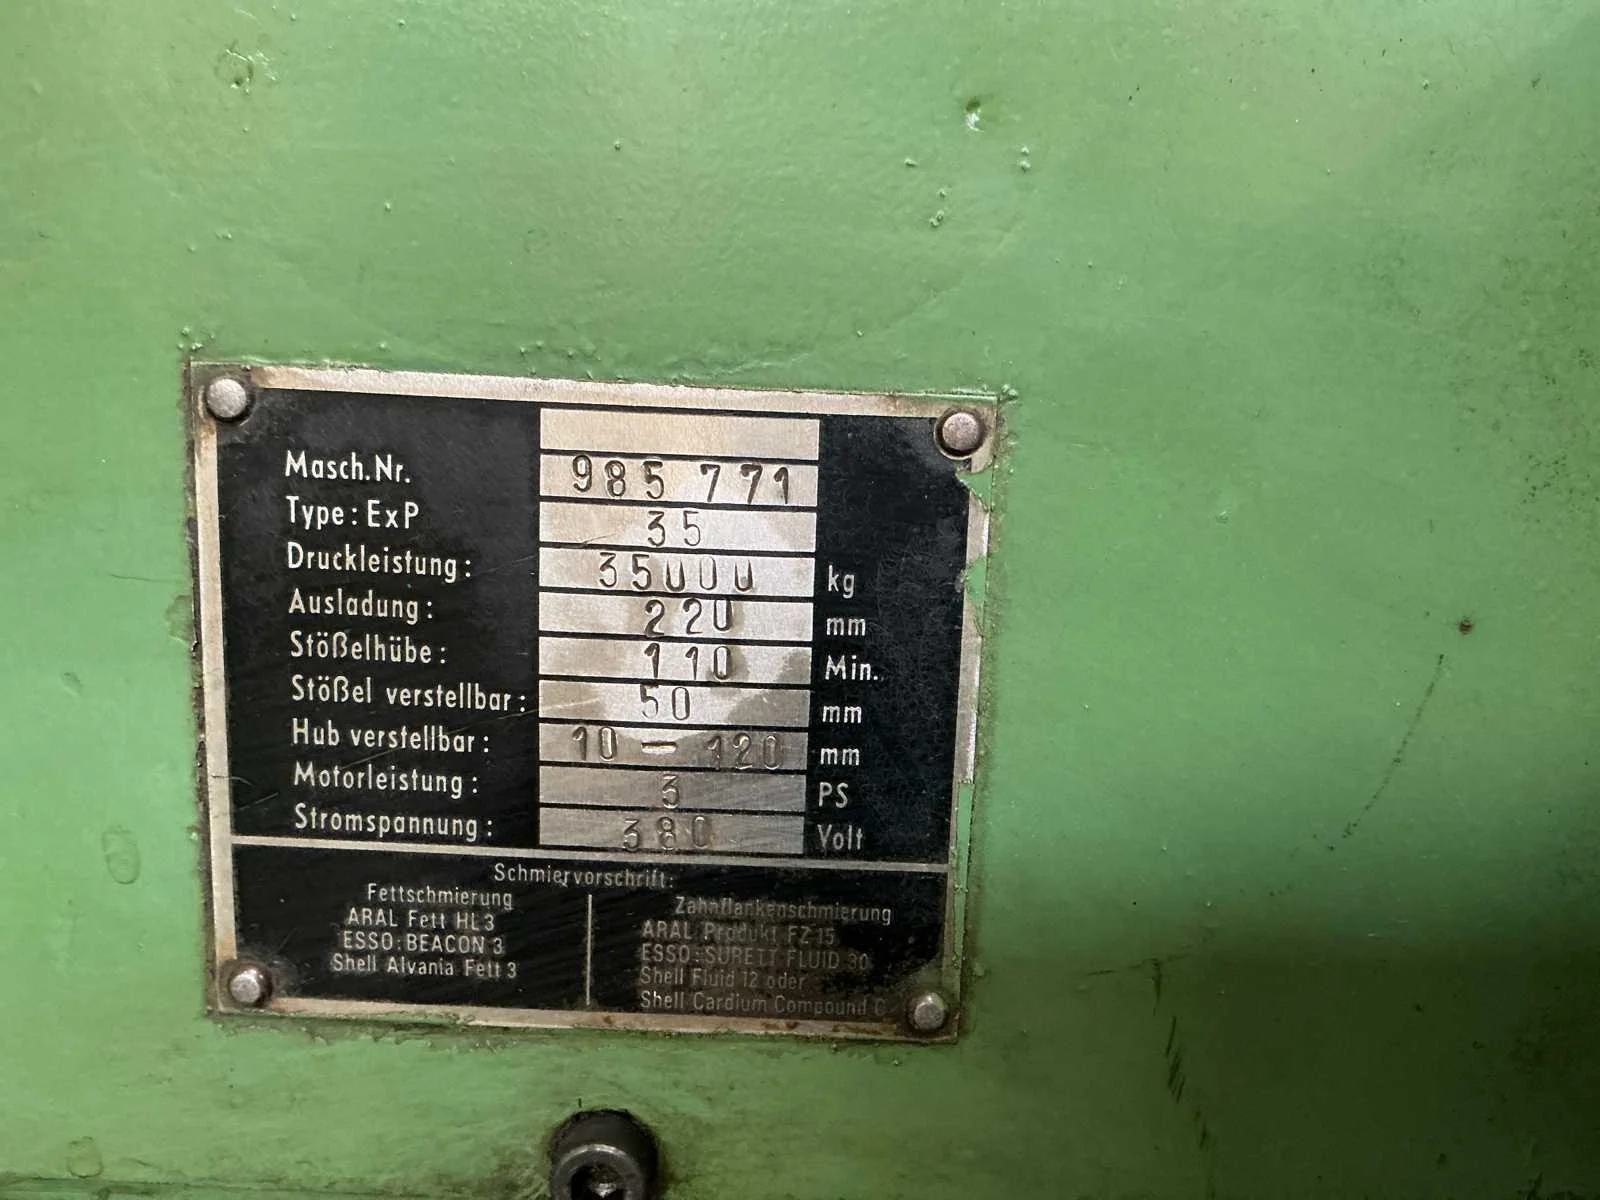 Masch.Nr. 985 771
Type: ExP 35
Druckleistung: 35000 kg
Ausladung: 220 mm
Stößelhübe: 110 Min.
Stößel verstellbar: 50 mm
Hub verstellbar: 10 - 120 mm
Motorleistung: 3 PS
Stromspannung: 380 Volt
Schmiervorschrift:
Fettschmierung
ARAL Fett HL 3
ESSO: BEACON 3
Shell Alvania Fett 3
Zahnflankenschmierung
ARAL Produkt FZ 15
ESSO: SURETT FLUID 30
Shell Fluid 12 oder
Shell Cardium Compound C